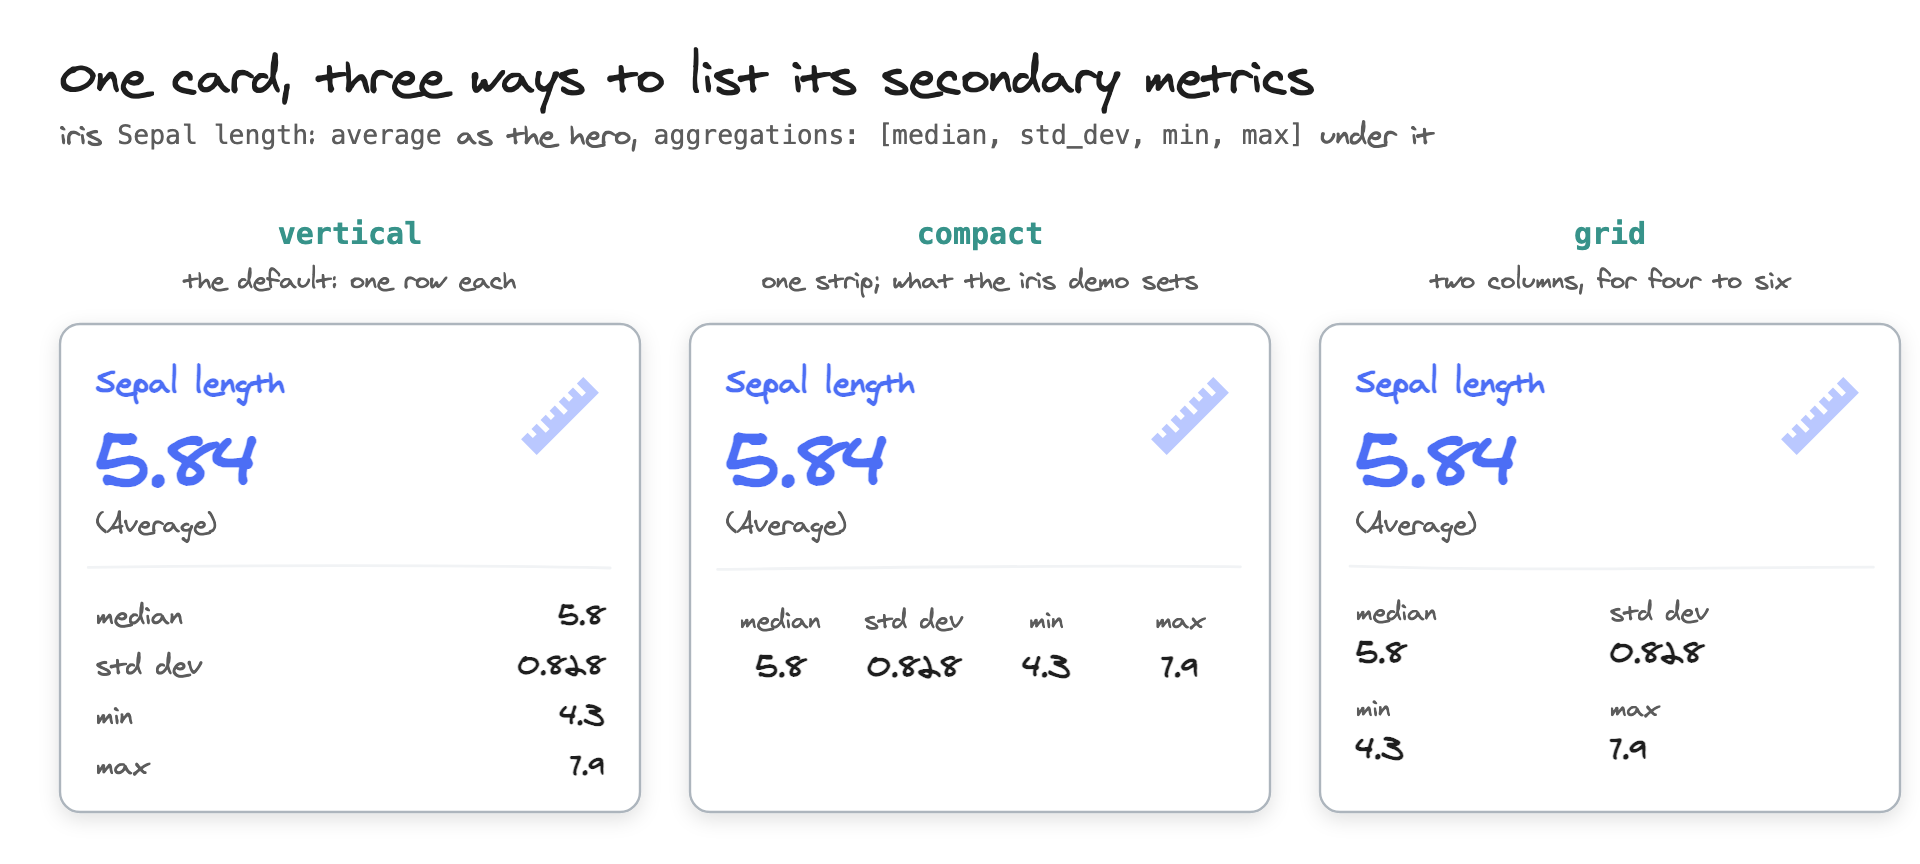 One card, three ways to list its secondary metrics
iris Sepal length: average as the hero, aggregations: [median, std_dev, min, max] under it
vertical
the default: one row each
Sepal length
5.84
(Average)
median 5.8
std dev 0.828
min 4.3
max 7.9
compact
one strip; what the iris demo sets
Sepal length
5.84
(Average)
median std dev min max
5.8 0.828 4.3 7.9
grid
two columns, for four to six
Sepal length
5.84
(Average)
median std dev
5.8 0.828
min max
4.3 7.9